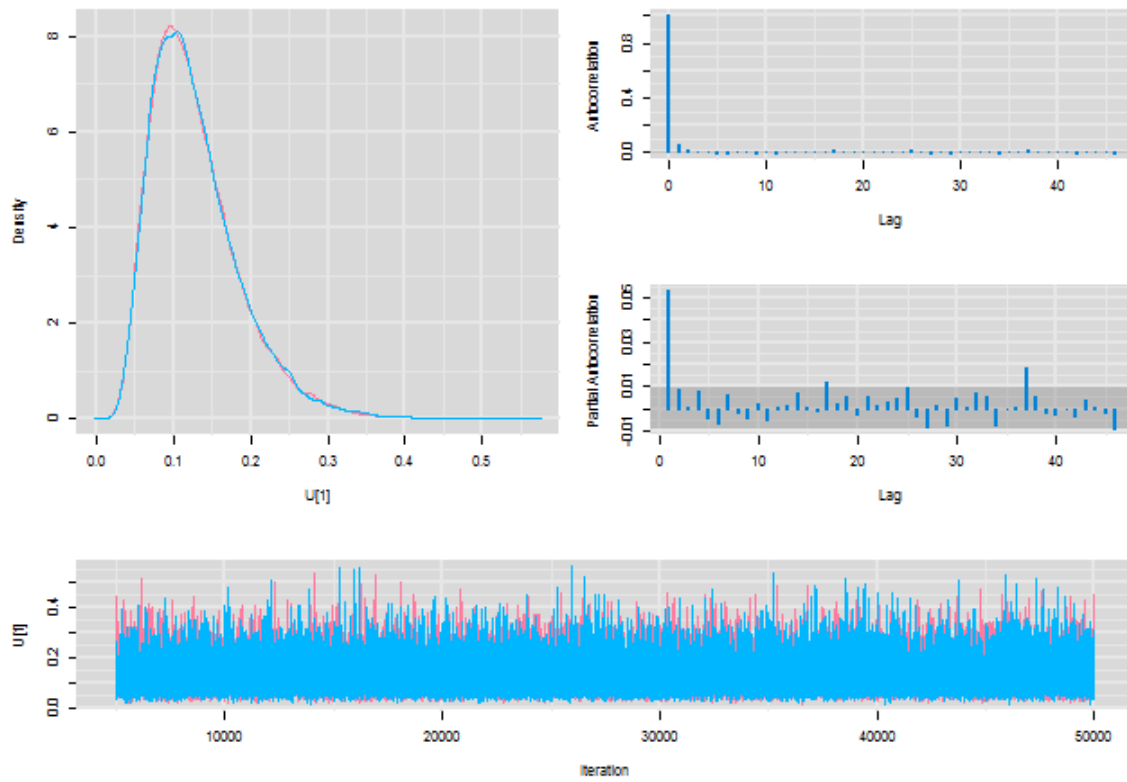 Density
8
6
4
2
0
0.0 0.1 0.2 0.3 0.4 0.5
U[1]
Autocorrelation
0.8
0.4
0.0
0 10 20 30 40
Lag
Partial Autocorrelation
0.05
0.03
0.01
-0.01
0 10 20 30 40
Lag
U[1]
0.4
0.2
0.0
10000 20000 30000 40000 50000
Iteration